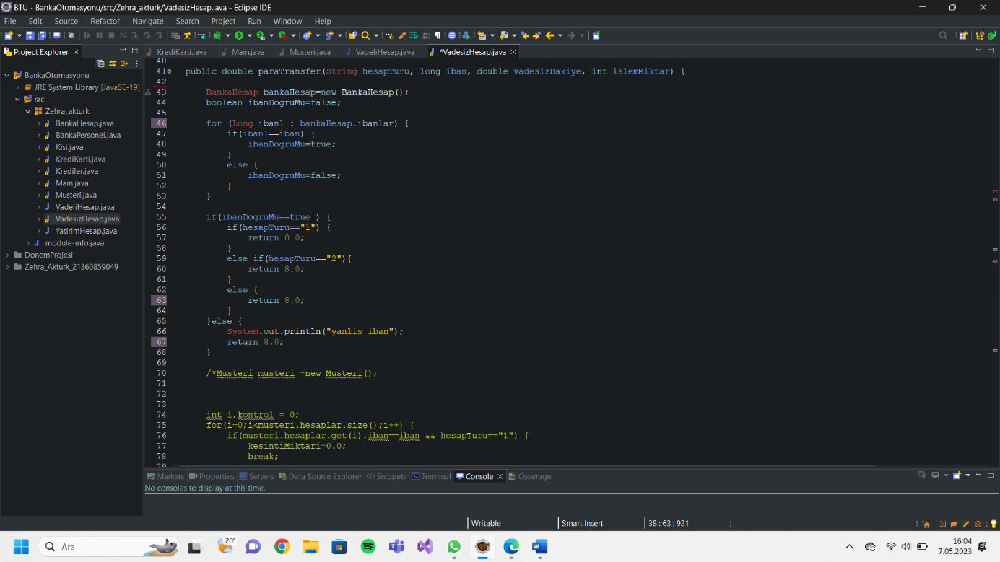 BTU - BankaOtomasyonu/src/Zehra_akturk/VadesizHesap.java - Eclipse IDE
File Edit Source Refactor Navigate Search Project Run Window Help
Project Explorer
KrediKarti.java Main.java Musteri.java VadeliHesap.java *VadesizHesap.java
BankaOtomasyonu
JRE System Library [JavaSE-19]
src
Zehra_akturk
BankaHesap.java
BankaPersonel.java
Kisi.java
KrediKarti.java
Krediler.java
Main.java
Musteri.java
VadeliHesap.java
VadesizHesap.java
YatirimHesap.java
module-info.java
DonemProjesi
Zehra_Akturk_21360859049
40
41 public double paraTransfer(String hesapTuru, long iban, double vadesizBakiye, int islemMiktar) {
42
43 BankaHesap bankaHesap=new BankaHesap();
44 boolean ibanDogruMu=false;
45
46 for (Long iban1 : bankaHesap.ibanlar) {
47 if(iban1==iban) {
48 ibanDogruMu=true;
49 }
50 else {
51 ibanDogruMu=false;
52 }
53 }
54
55 if(ibanDogruMu==true ) {
56 if(hesapTuru=="1") {
57 return 0.0;
58 }
59 else if(hesapTuru=="2"){
60 return 8.0;
61 }
62 else {
63 return 8.0;
64 }
65 }else {
66 System.out.println("yanlis iban");
67 return 8.0;
68 }
69
70 /*Musteri musteri =new Musteri();
71
72
73
74 int i,kontrol = 0;
75 for(i=0;i<musteri.hesaplar.size();i++) {
76 if(musteri.hesaplar.get(i).iban==iban && hesapTuru=="1") {
77 kesintiMiktari=0.0;
78 break;
79
Markers Properties Servers Data Source Explorer Snippets Terminal Console Coverage
No consoles to display at this time.
Writable Smart Insert 38 : 63 : 921
Ara
20°
16:04
7.05.2023